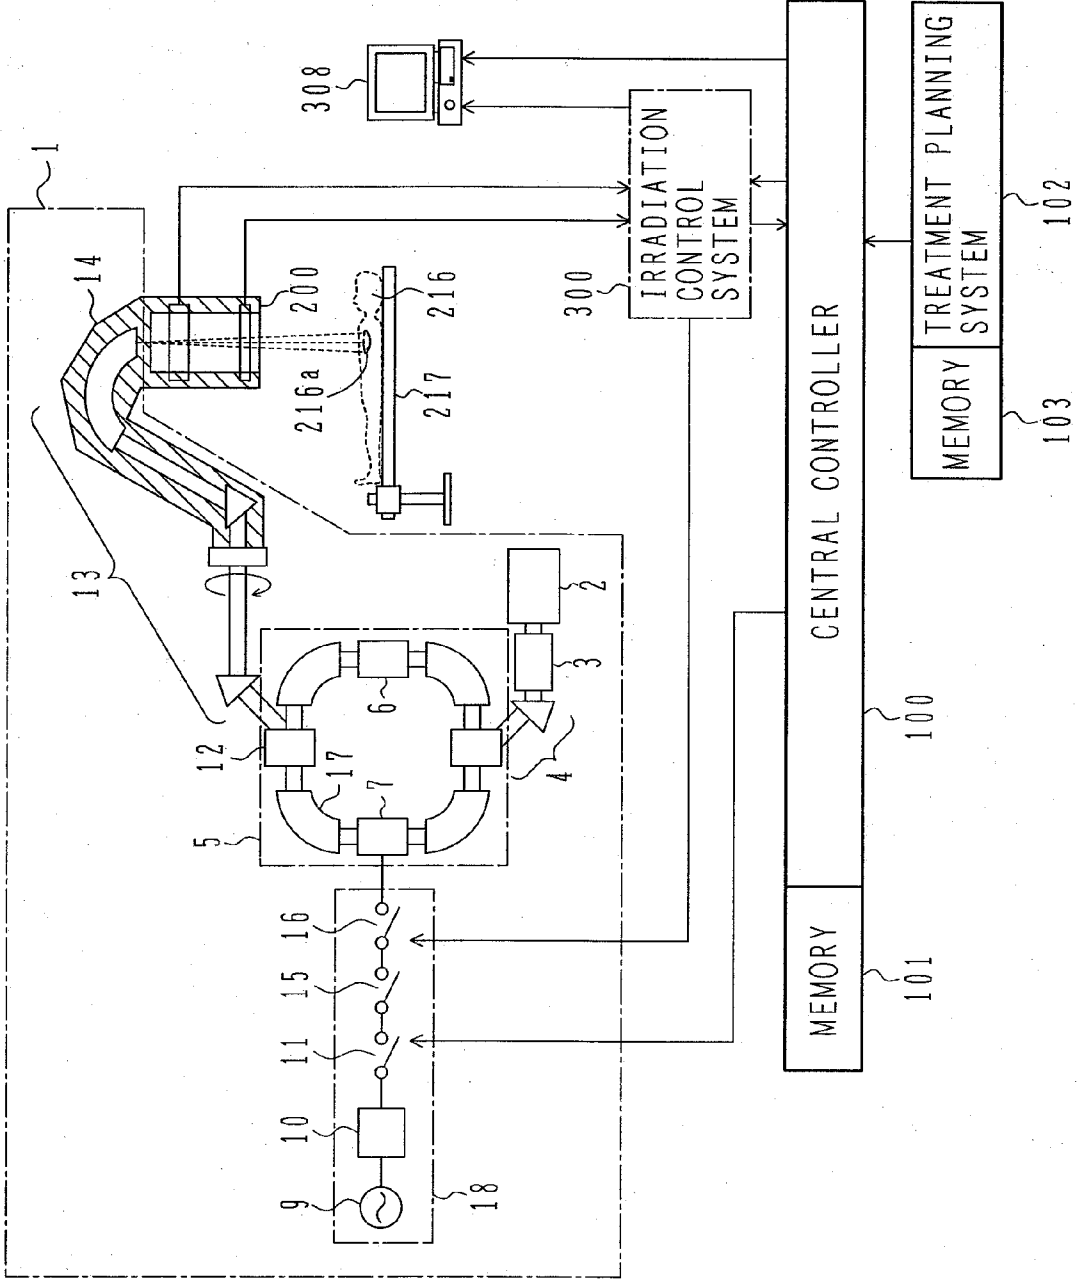 1
13
14
5
12
9
10
11
15
16
200
216a
308
17
7
6
217
216
18
4
3
2
300
IRRADIATION
CONTROL
SYSTEM
MEMORY
CENTRAL CONTROLLER
101
100
MEMORY
TREATMENT PLANNING
SYSTEM
103
102